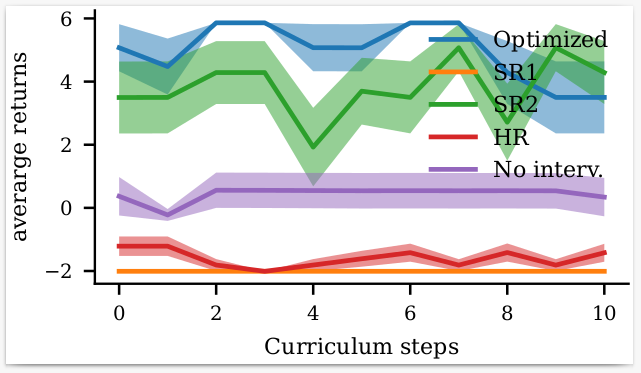 6
4
2
0
−2
averarge returns
Optimized
SR1
SR2
HR
No interv.
0 2 4 6 8 10
Curriculum steps